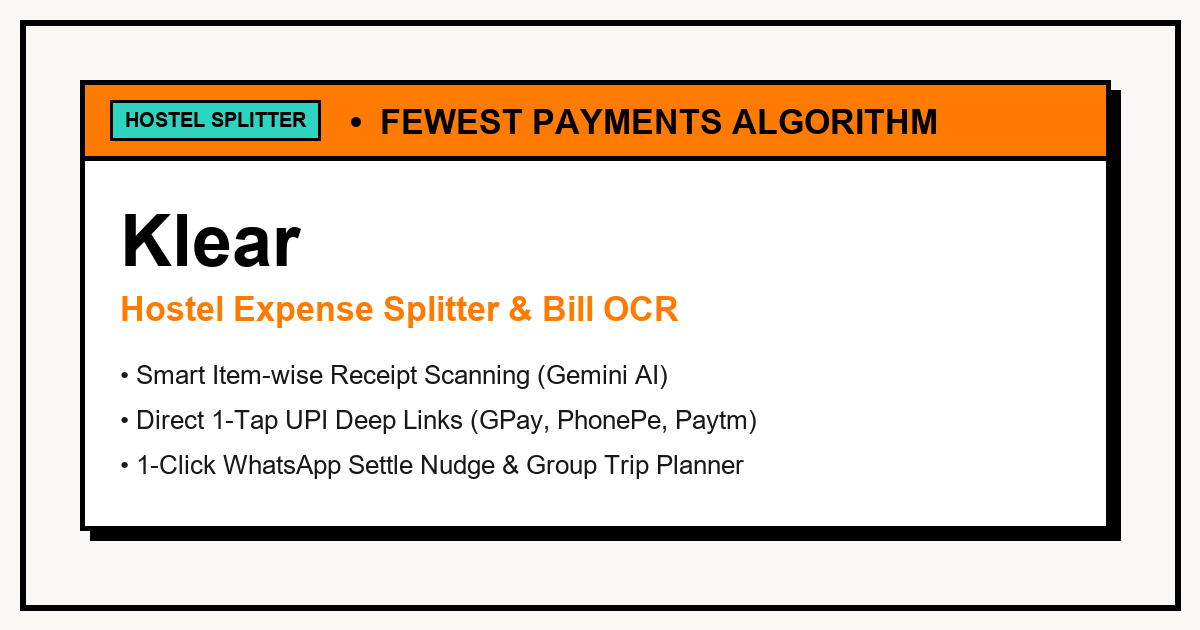 HOSTEL SPLITTER • FEWEST PAYMENTS ALGORITHM
Klear
Hostel Expense Splitter & Bill OCR
• Smart Item-wise Receipt Scanning (Gemini AI)
• Direct 1-Tap UPI Deep Links (GPay, PhonePe, Paytm)
• 1-Click WhatsApp Settle Nudge & Group Trip Planner